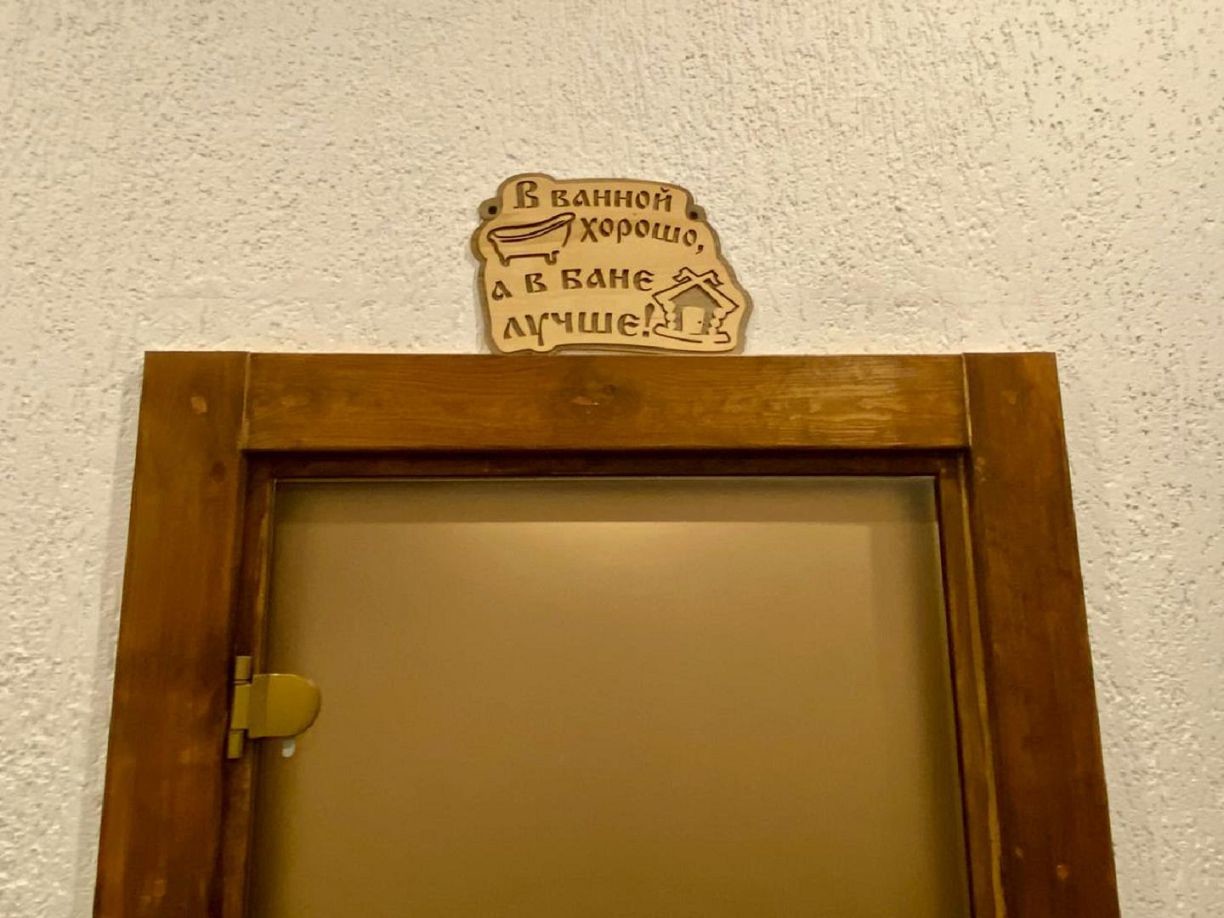 В ванной
хорошо,
а в бане
лучше!